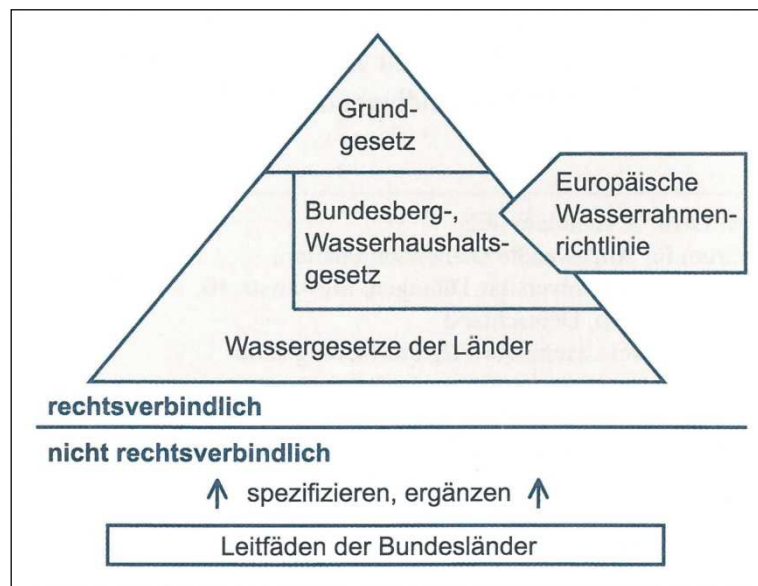 Grund-
gesetz
Europäische
Wasserrahmen-
richtlinie
Bundesberg-,
Wasserhaushalts-
gesetz
Wassergesetze der Länder
rechtsverbindlich
nicht rechtsverbindlich
spezifizieren, ergänzen
Leitfäden der Bundesländer